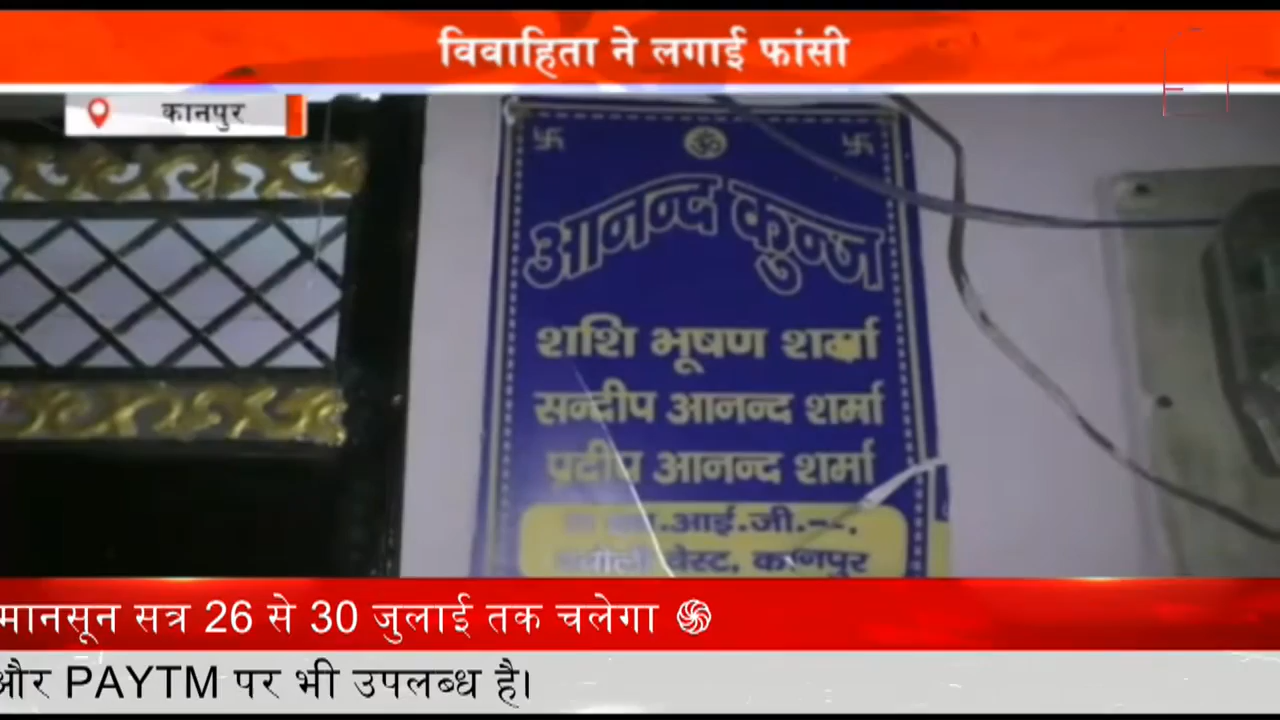 विवाहिता ने लगाई फांसी
कानपुर
आनन्द कुन्ज
शशि भूषण शर्मा
सन्दीप आनन्द शर्मा
प्रदीप आनन्द शर्मा
आई.जी.
वेस्ट, कानपुर
मानसून सत्र 26 से 30 जुलाई तक चलेगा
और PAYTM पर भी उपलब्ध है।